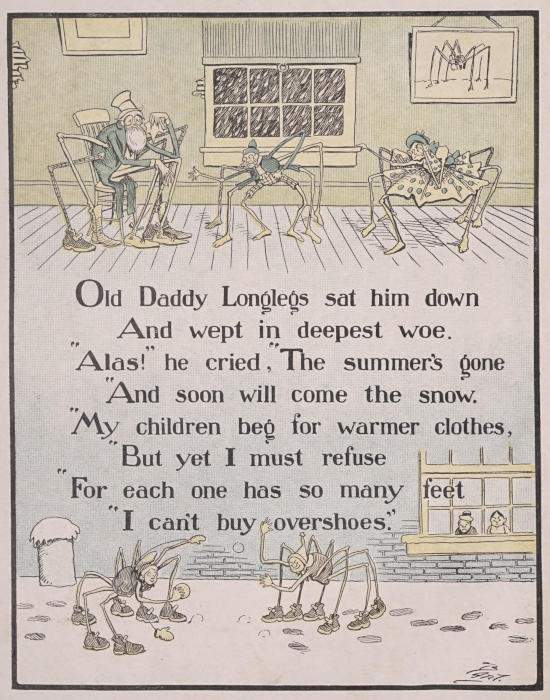 Old Daddy Longlegs sat him down
And wept in deepest woe.
"Alas!" he cried, "The summer's gone
"And soon will come the snow.
"My children beg for warmer clothes,
"But yet I must refuse
"For each one has so many feet
"I can't buy overshoes."